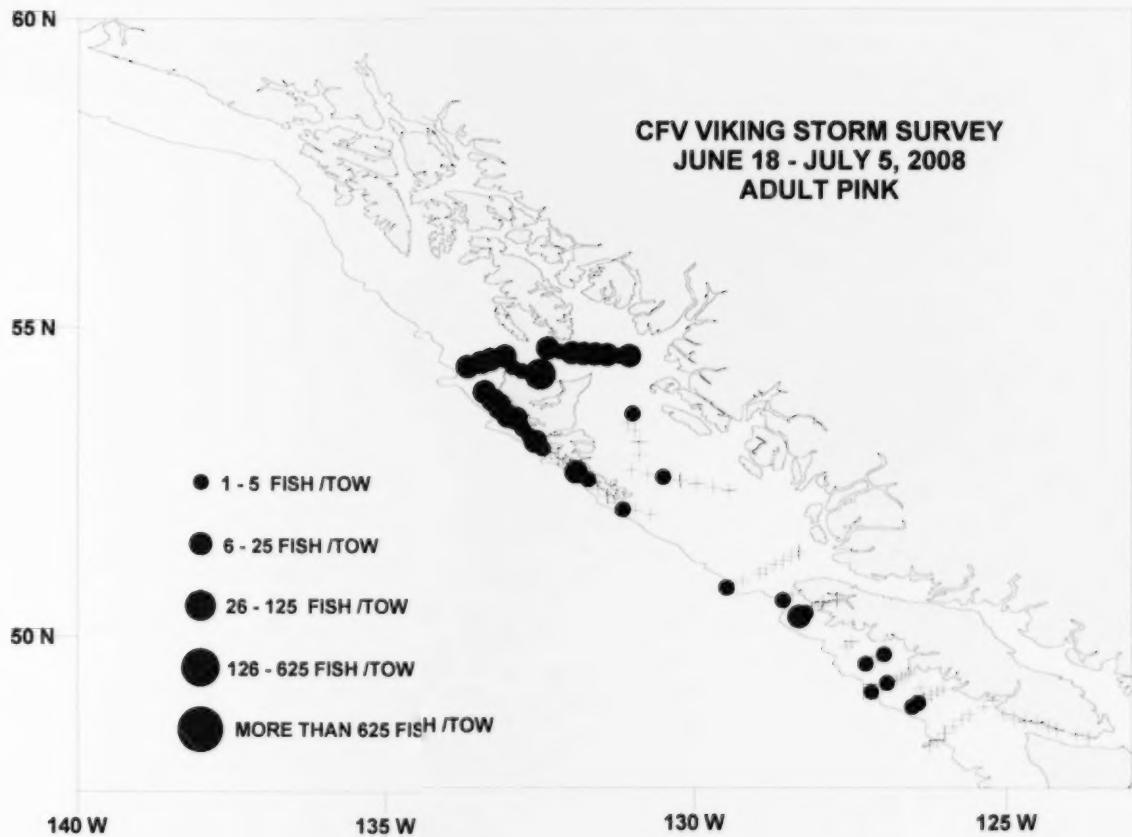 60 N
CFV VIKING STORM SURVEY
JUNE 18 - JULY 5, 2008
ADULT PINK
55 N
1 - 5 FISH /TOW
6 - 25 FISH /TOW
26 - 125 FISH /TOW
50 N
126 - 625 FISH /TOW
MORE THAN 625 FISH /TOW
140 W
135 W
130 W
125 W